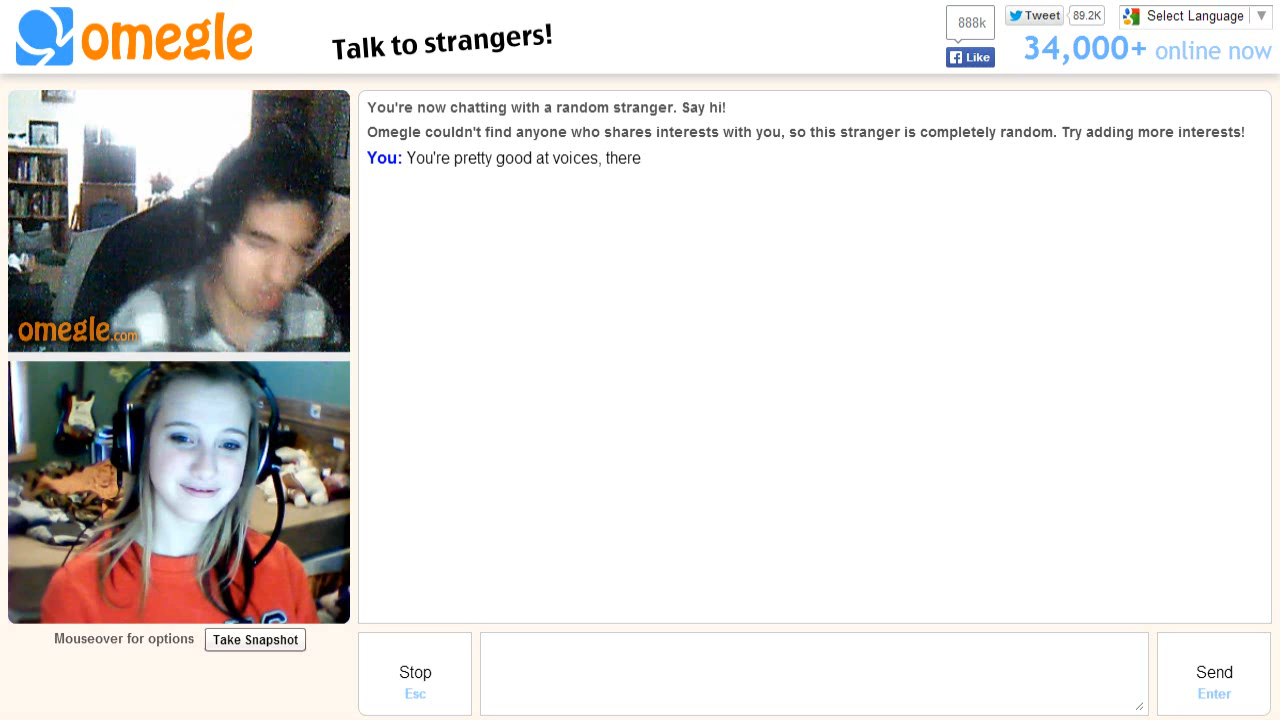 omegle
Talk to strangers!
888k
Like
Tweet
89.2K
Select Language
34,000+ online now
You're now chatting with a random stranger. Say hi!
Omegle couldn't find anyone who shares interests with you, so this stranger is completely random. Try adding more interests!
You: You're pretty good at voices, there
omegle.com
Mouseover for options
Take Snapshot
Stop
Esc
Send
Enter